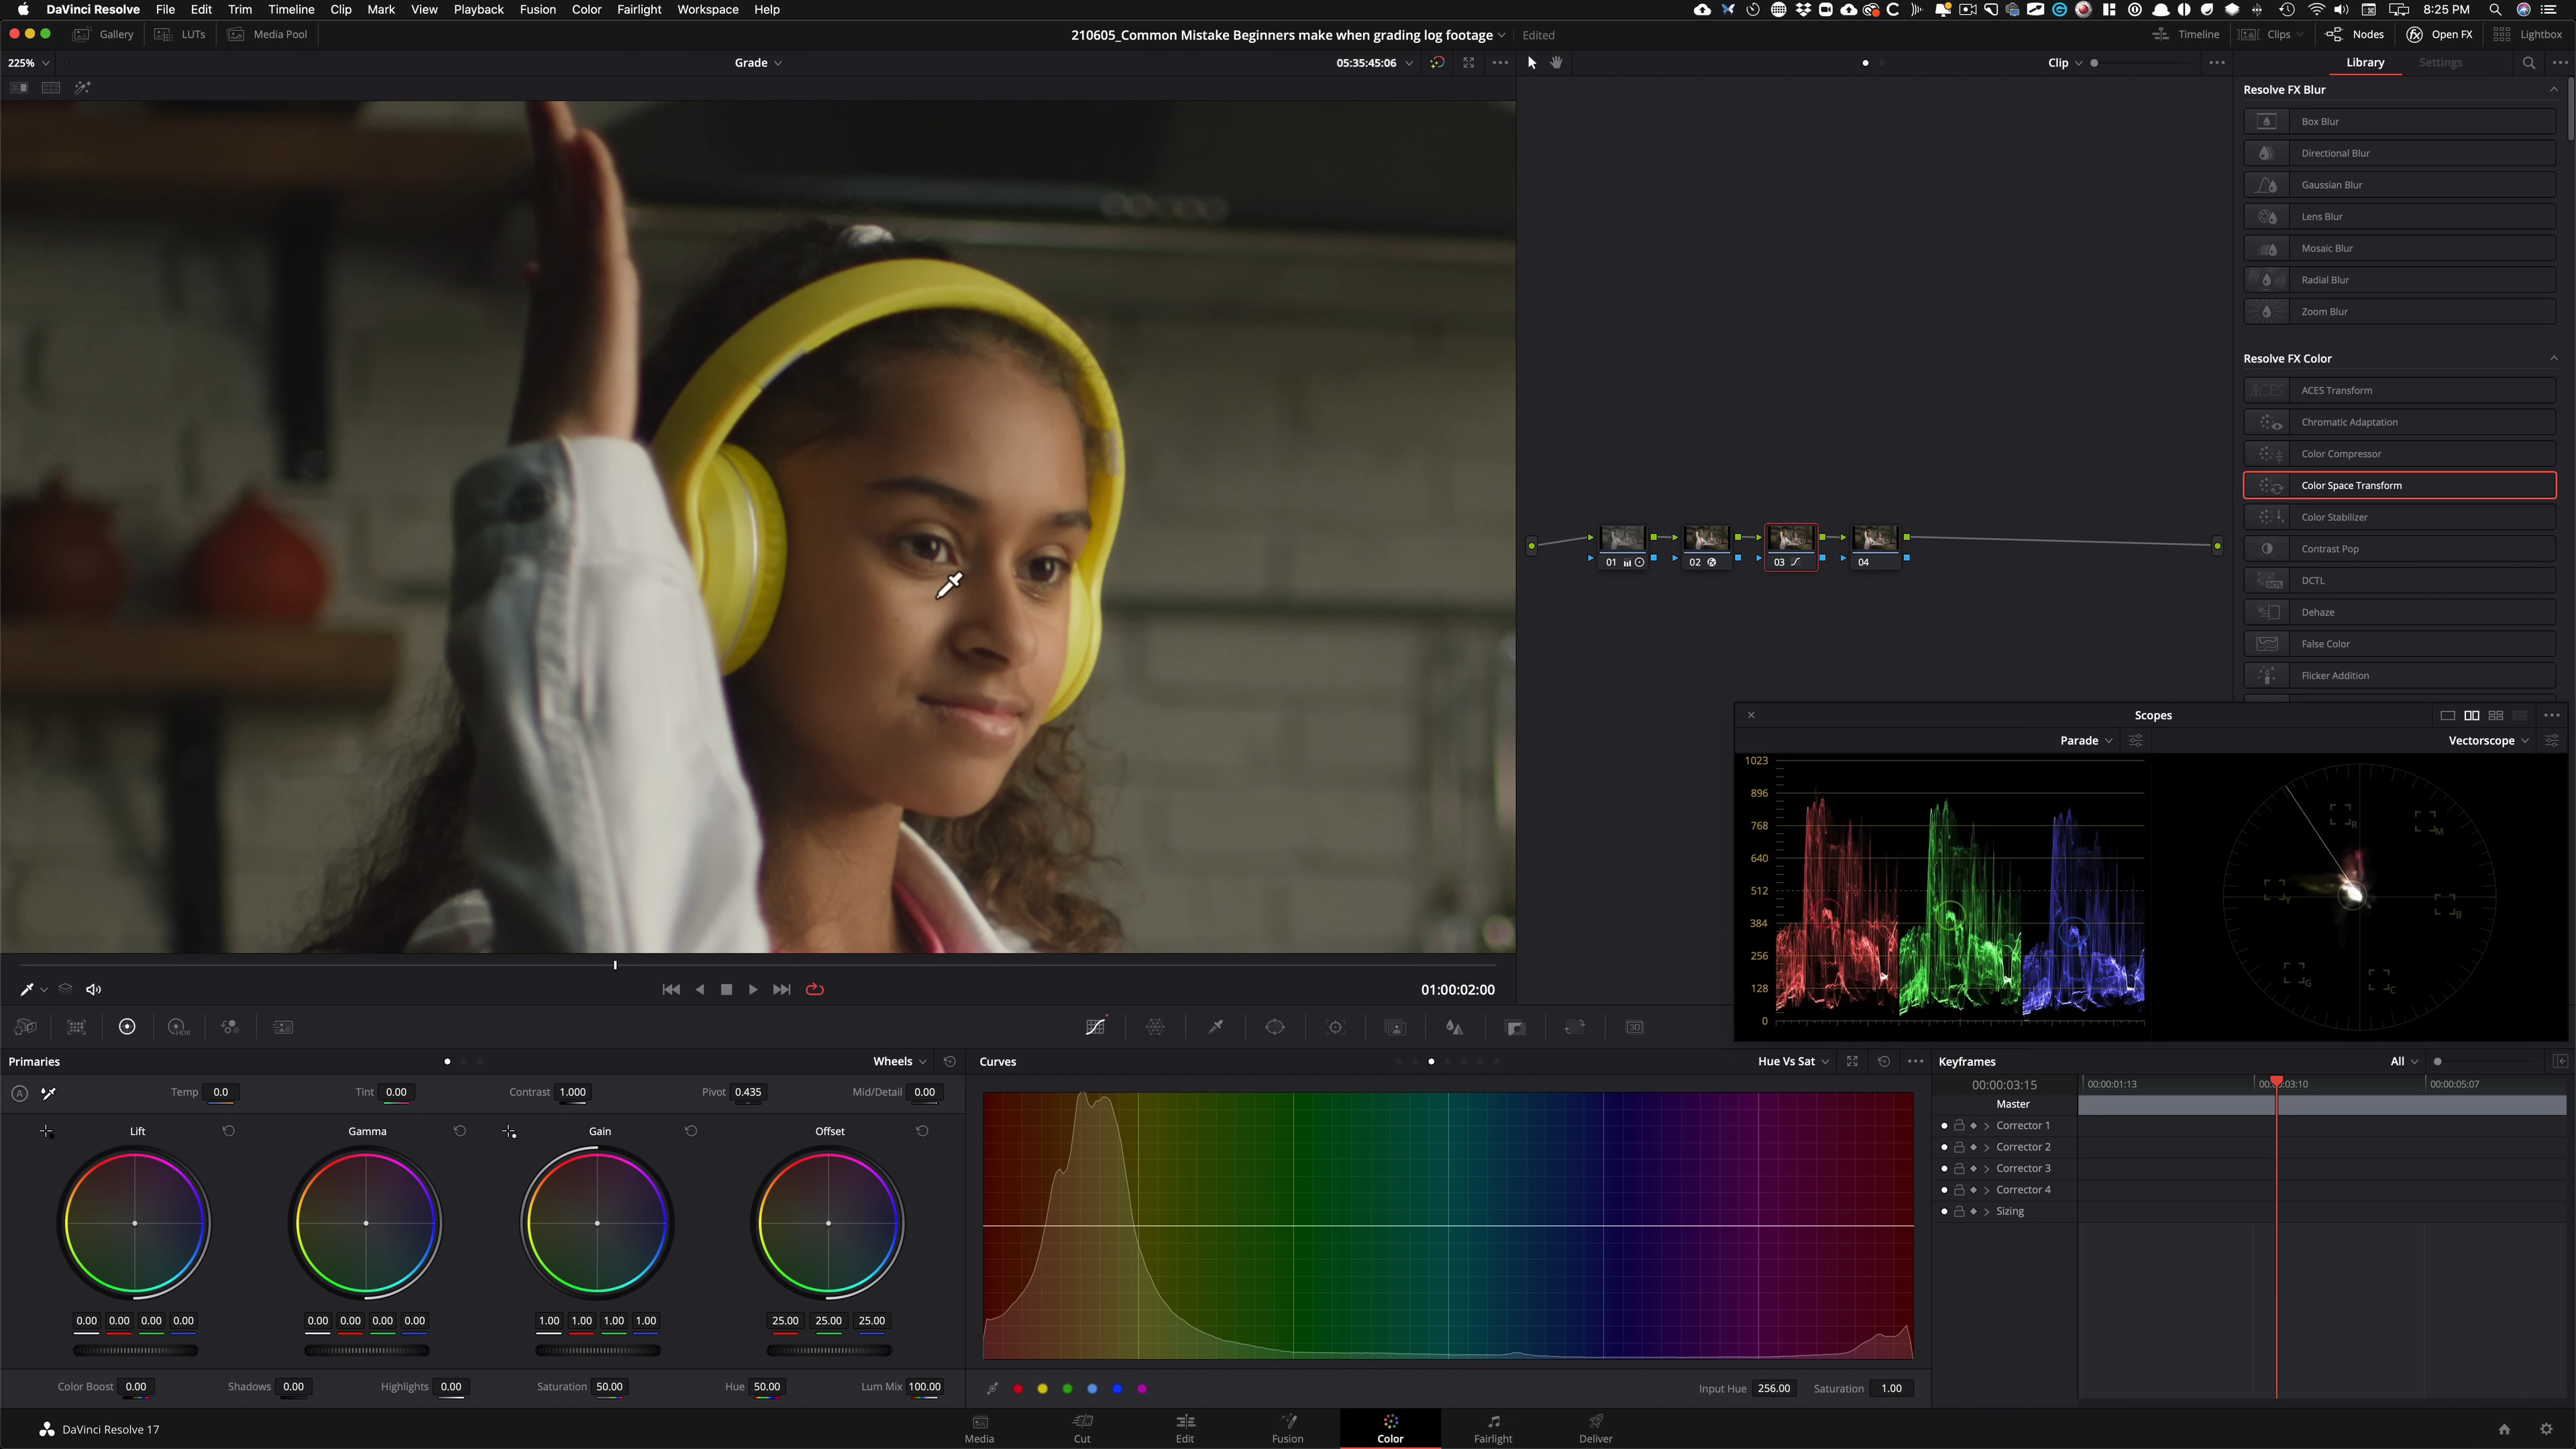 DaVinci Resolve File Edit Trim Timeline Clip Mark View Playback Fusion Color Fairlight Workspace Help 8:25 PM
Gallery LUTs Media Pool 210605_Common Mistake Beginners make when grading log footage Edited Timeline Clips Nodes Open FX Lightbox
225% Grade 05:35:45:06 Clip Library Settings
Resolve FX Blur
Box Blur
Directional Blur
Gaussian Blur
Lens Blur
Mosaic Blur
Radial Blur
Zoom Blur
Resolve FX Color
ACES Transform
Chromatic Adaptation
Color Compressor
Color Space Transform
Color Stabilizer
Contrast Pop
DCTL
Dehaze
False Color
Flicker Addition
01 02 03 04
Scopes
Parade Vectorscope
1023
896
768
640
512
384
256
128
0
R M Y B G C
01:00:02:00
HDR 3D
Primaries Wheels
Temp 0.0 Tint 0.00 Contrast 1.000 Pivot 0.435 Mid/Detail 0.00
Lift Gamma Gain Offset
0.00 0.00 0.00 0.00 0.00 0.00 0.00 0.00 1.00 1.00 1.00 1.00 25.00 25.00 25.00
Color Boost 0.00 Shadows 0.00 Highlights 0.00 Saturation 50.00 Hue 50.00 Lum Mix 100.00
Curves Hue Vs Sat
Input Hue 256.00 Saturation 1.00
Keyframes All
00:00:03:15 00:00:01:13 00:00:03:10 00:00:05:07
Master
Corrector 1
Corrector 2
Corrector 3
Corrector 4
Sizing
DaVinci Resolve 17 Media Cut Edit Fusion Color Fairlight Deliver